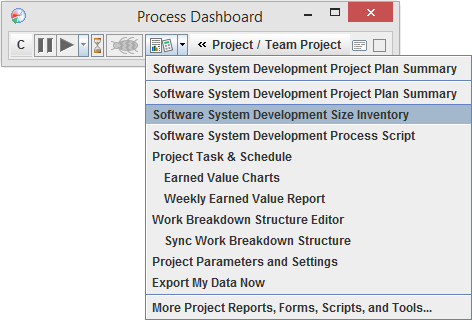 Process Dashboard
C
« Project / Team Project
Software System Development Project Plan Summary
Software System Development Project Plan Summary
Software System Development Size Inventory
Software System Development Process Script
Project Task & Schedule
Earned Value Charts
Weekly Earned Value Report
Work Breakdown Structure Editor
Sync Work Breakdown Structure
Project Parameters and Settings
Export My Data Now
More Project Reports, Forms, Scripts, and Tools...